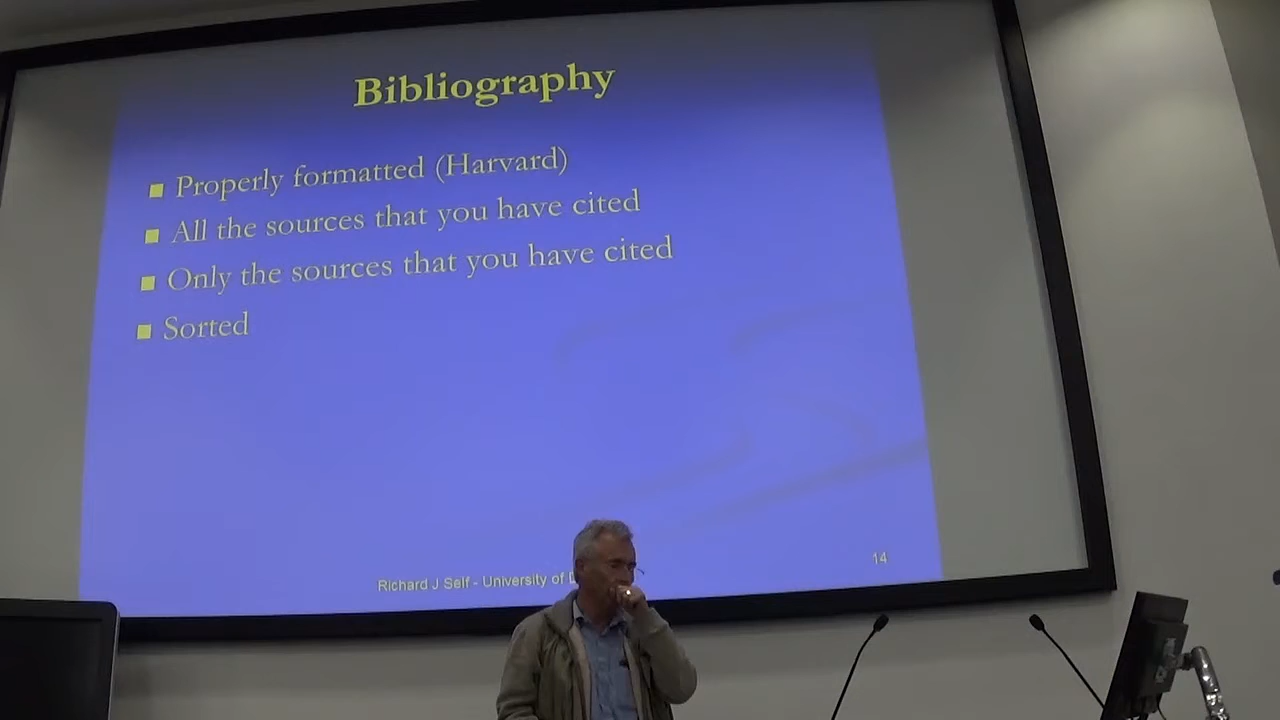 Bibliography
Properly formatted (Harvard)
All the sources that you have cited
Only the sources that you have cited
Sorted
Richard J Self - University of
14